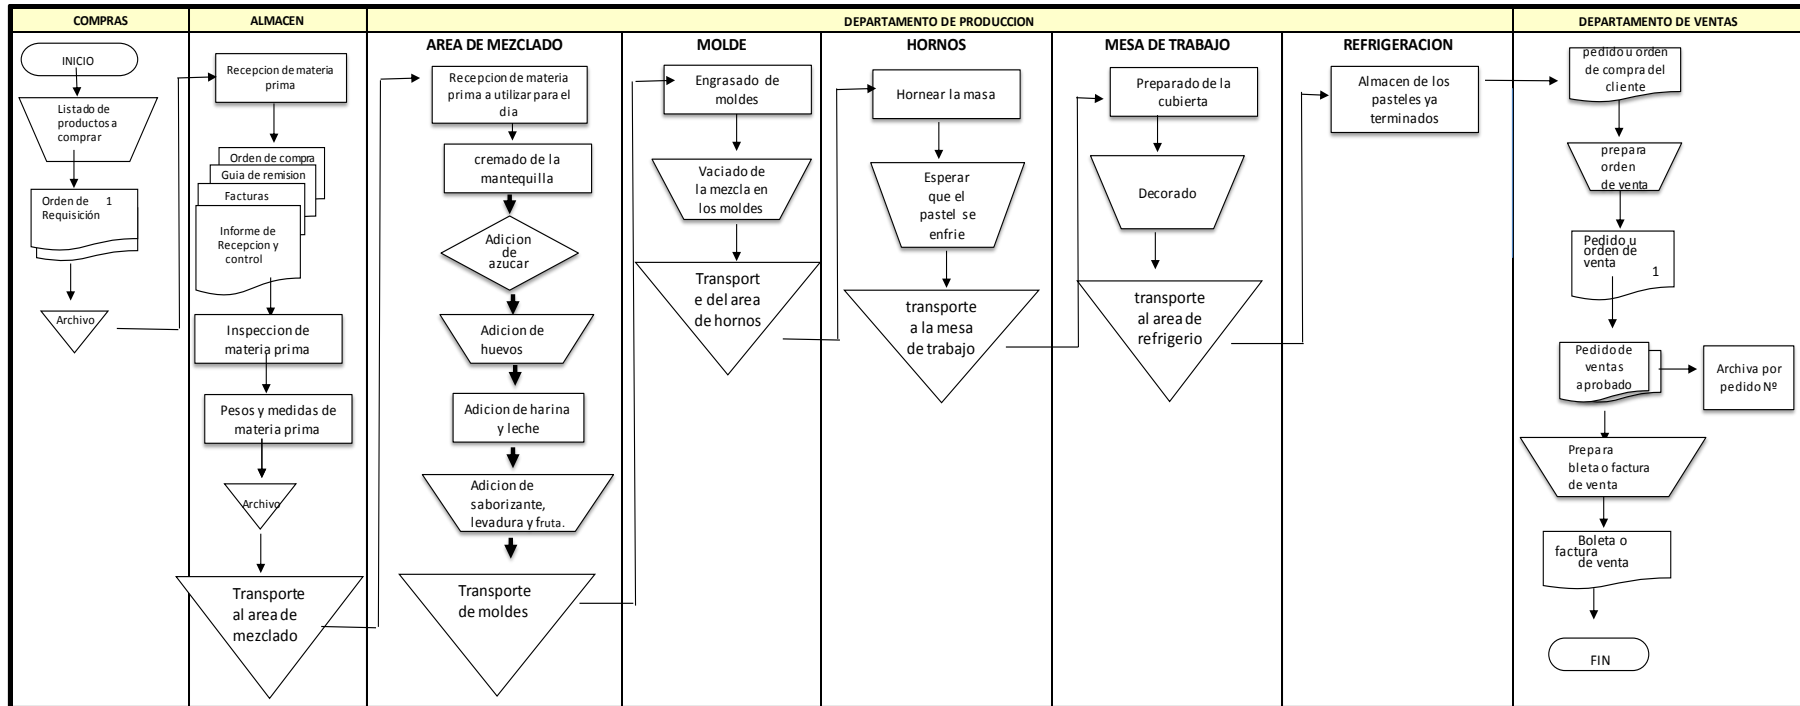 COMPRAS
ALMACEN
DEPARTAMENTO DE PRODUCCION
DEPARTAMENTO DE VENTAS
INICIO
Listado de
productos a
comprar
Orden de 1
Requisición
Archivo
Recepcion de materia
prima
Orden de compra
Guia de remision
Facturas
Informe de
Recepcion y
control
Inspeccion de
materia prima
Pesos y medidas de
materia prima
Archivo
Transporte
al area de
mezclado
AREA DE MEZCLADO
Recepcion de materia
prima a utilizar para el
dia
cremado de la
mantequilla
Adicion
de
azucar
Adicion de
huevos
Adicion de harina
y leche
Adicion de
saborizante,
levadura y fruta.
Transporte
de moldes
MOLDE
Engrasado de
moldes
Vaciado de
la mezcla en
los moldes
Transport
e del area
de hornos
HORNOS
Hornear la masa
Esperar
que el
pastel se
enfrie
transporte
a la mesa
de trabajo
MESA DE TRABAJO
Preparado de la
cubierta
Decorado
transporte
al area de
refrigerio
REFRIGERACION
Almacen de los
pasteles ya
terminados
pedido u orden
de compra del
cliente
prepara
orden
de venta
Pedido u
orden de
venta
1
Pedido de
ventas
aprobado
Archiva por
pedido Nº
Prepara
bleta o factura
de venta
Boleta o
factura
de venta
FIN